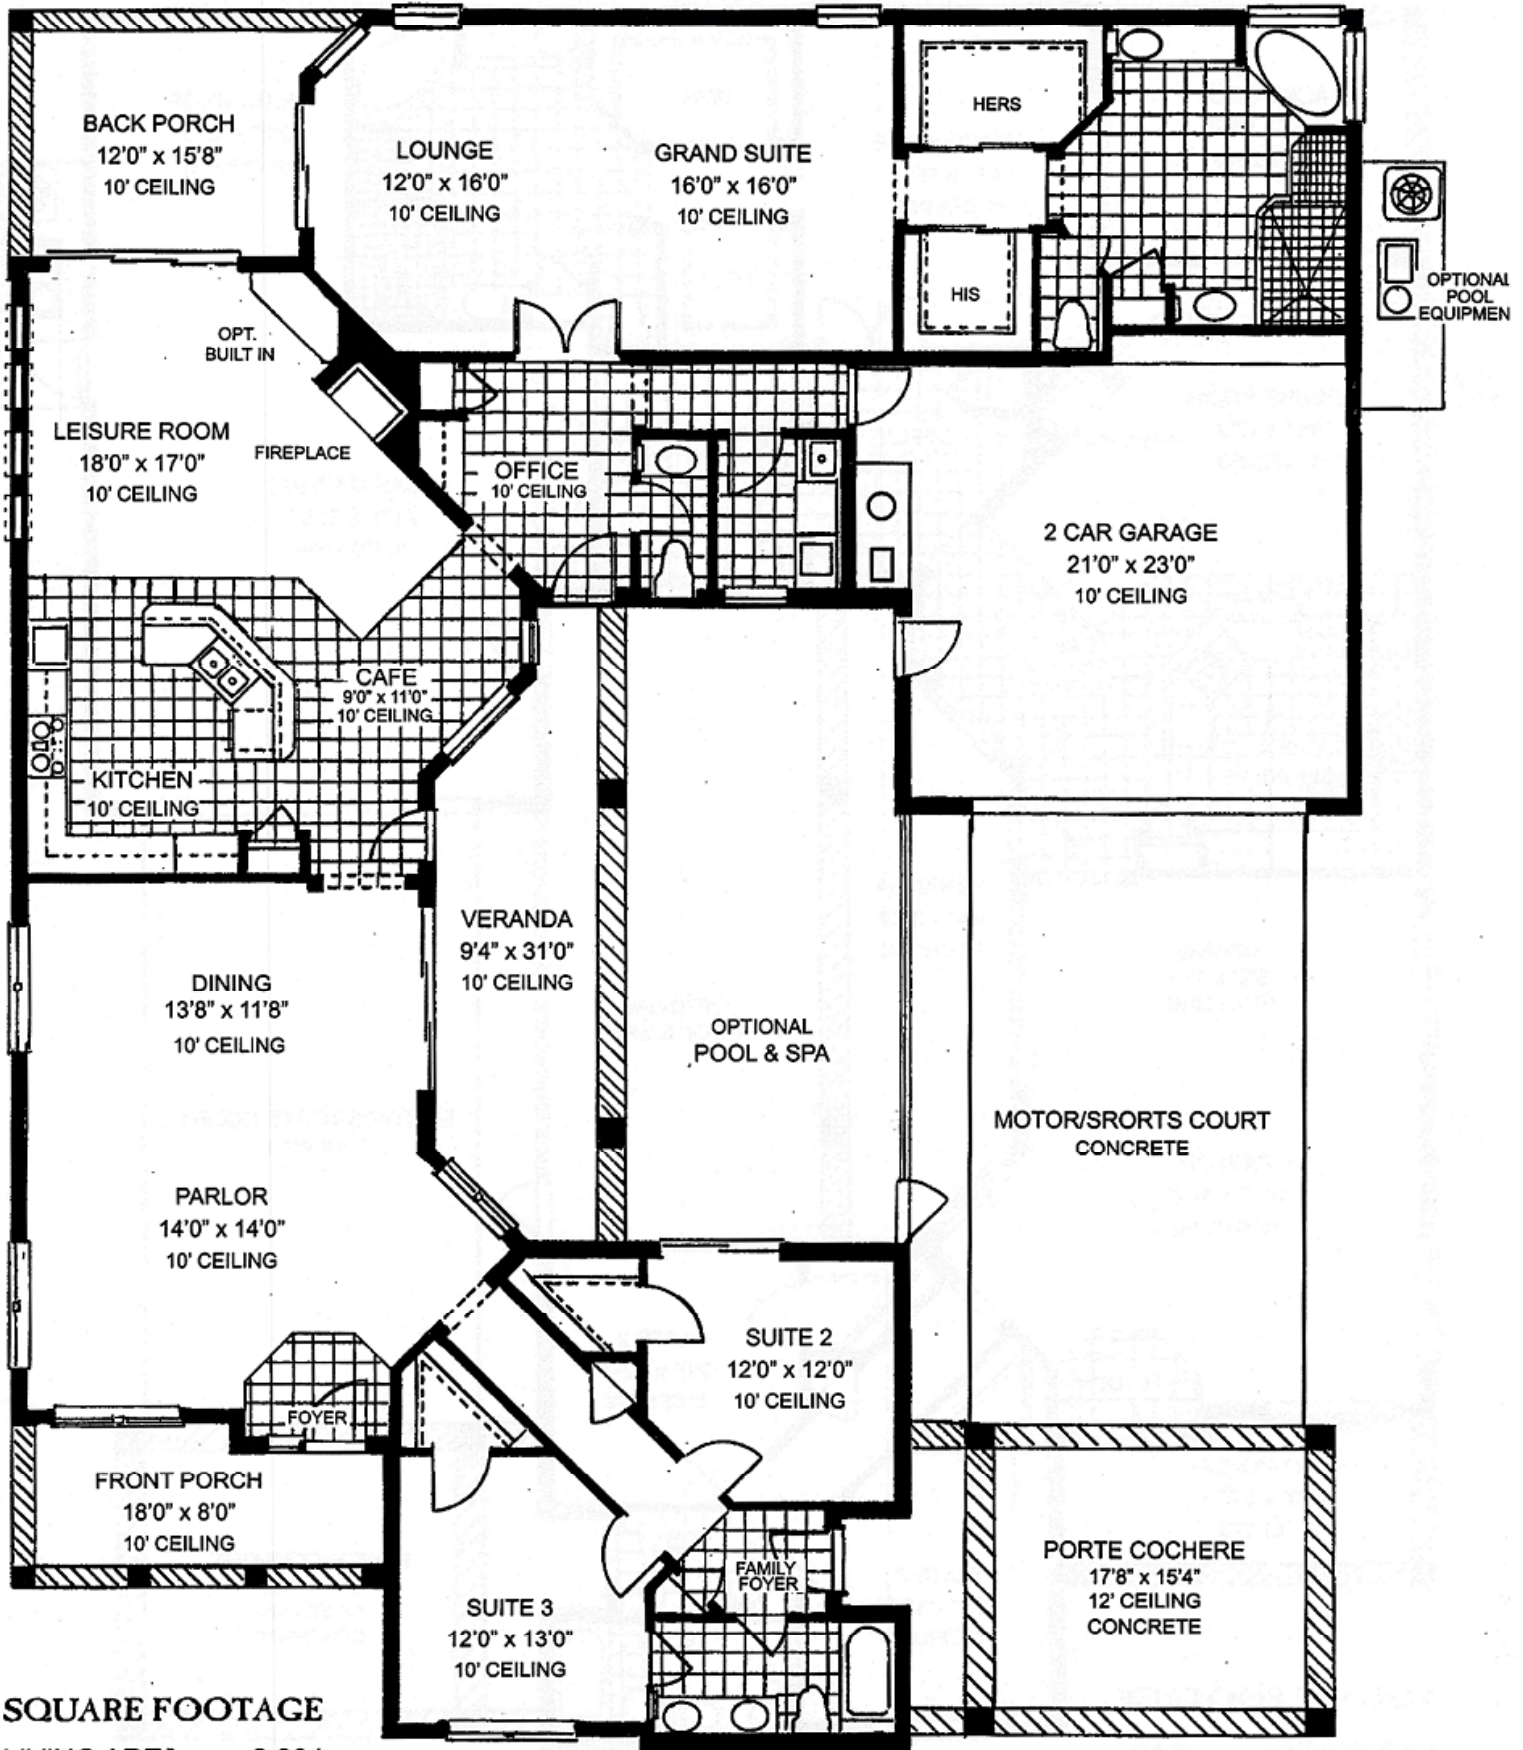 BACK PORCH
12'0" x 15'8"
10' CEILING
LOUNGE
12'0" x 16'0"
10' CEILING
GRAND SUITE
16'0" x 16'0"
10' CEILING
HERS
HIS
OPTIONAL
POOL
EQUIPMEN
OPT.
BUILT IN
LEISURE ROOM
18'0" x 17'0"
10' CEILING
FIREPLACE
OFFICE
10' CEILING
2 CAR GARAGE
21'0" x 23'0"
10' CEILING
CAFE
9'0" x 11'0"
10' CEILING
KITCHEN
10' CEILING
VERANDA
9'4" x 31'0"
10' CEILING
DINING
13'8" x 11'8"
10' CEILING
OPTIONAL
POOL & SPA
MOTOR/SRORTS COURT
CONCRETE
PARLOR
14'0" x 14'0"
10' CEILING
SUITE 2
12'0" x 12'0"
10' CEILING
FOYER
FRONT PORCH
18'0" x 8'0"
10' CEILING
FAMILY
FOYER
PORTE COCHERE
17'8" x 15'4"
12' CEILING
CONCRETE
SUITE 3
12'0" x 13'0"
10' CEILING
SQUARE FOOTAGE